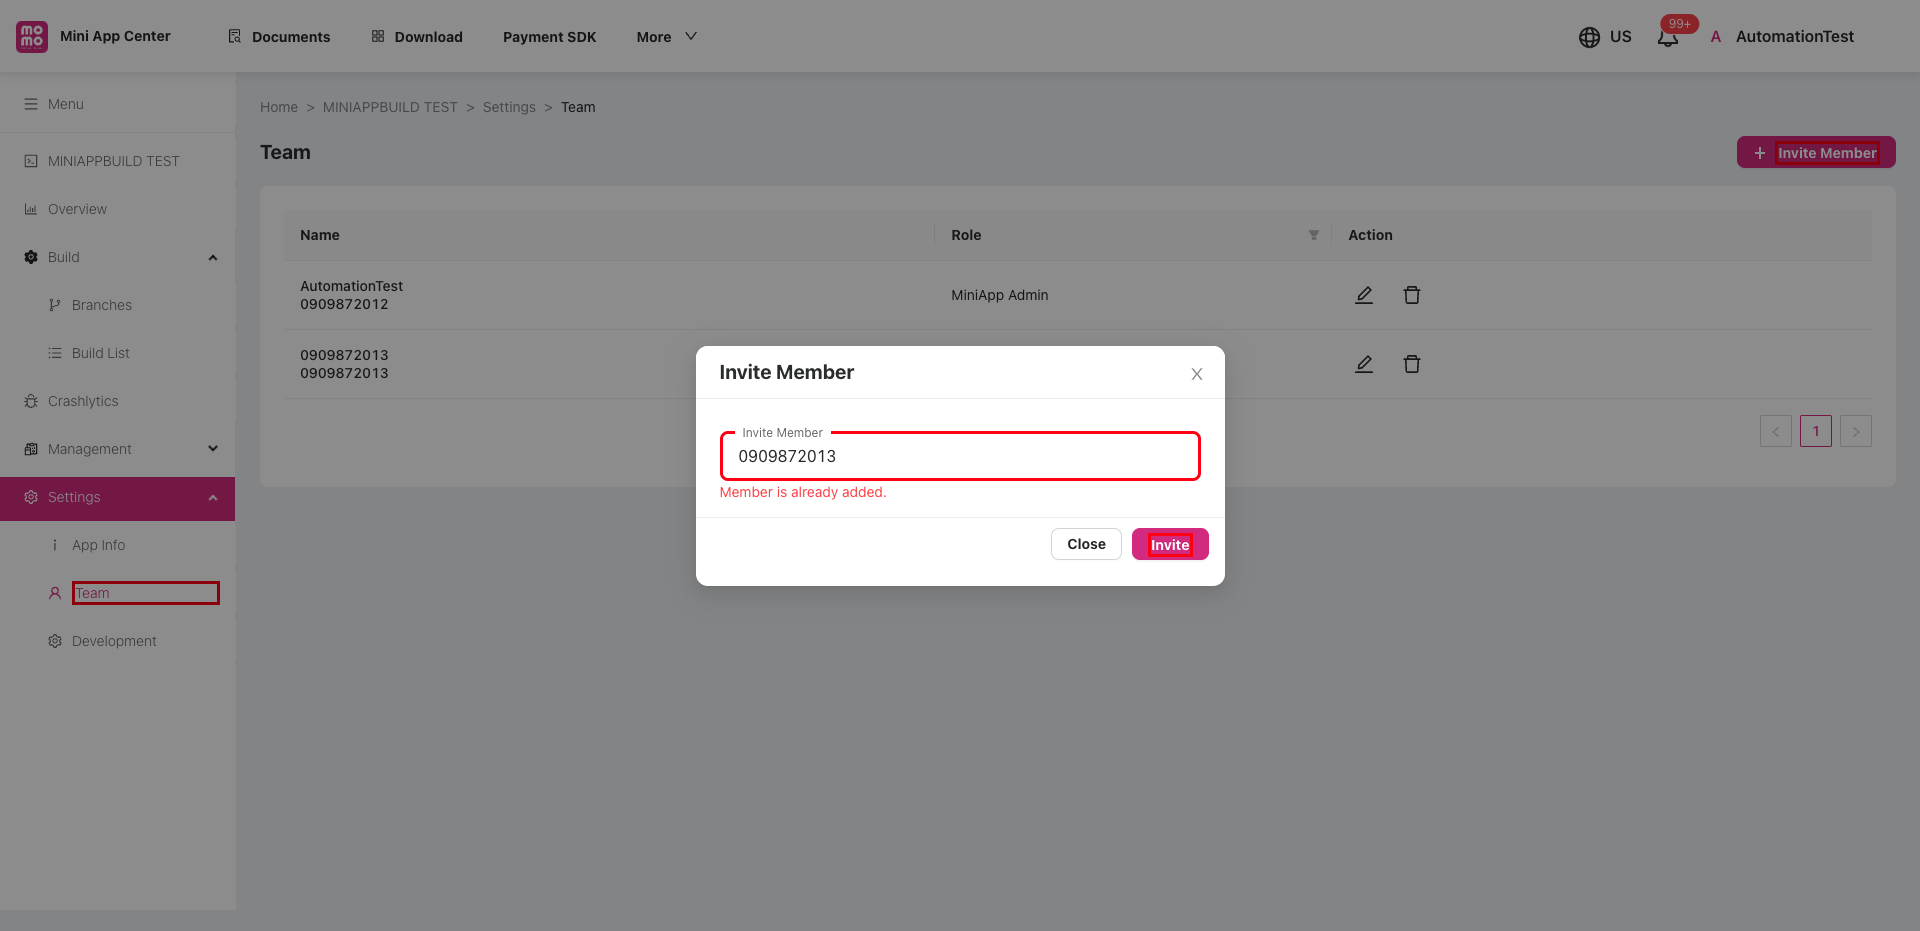 momo
Mini App Center
Documents
Download
Payment SDK
More
US
99+
A
AutomationTest
Menu
MINIAPPBUILD TEST
Overview
Build
Branches
Build List
Crashlytics
Management
Settings
App Info
Team
Development
Home > MINIAPPBUILD TEST > Settings > Team
Team
+ Invite Member
Name
Role
Action
AutomationTest
0909872012
MiniApp Admin
0909872013
0909872013
< 1 >
Invite Member
Invite Member
0909872013
Member is already added.
Close
Invite